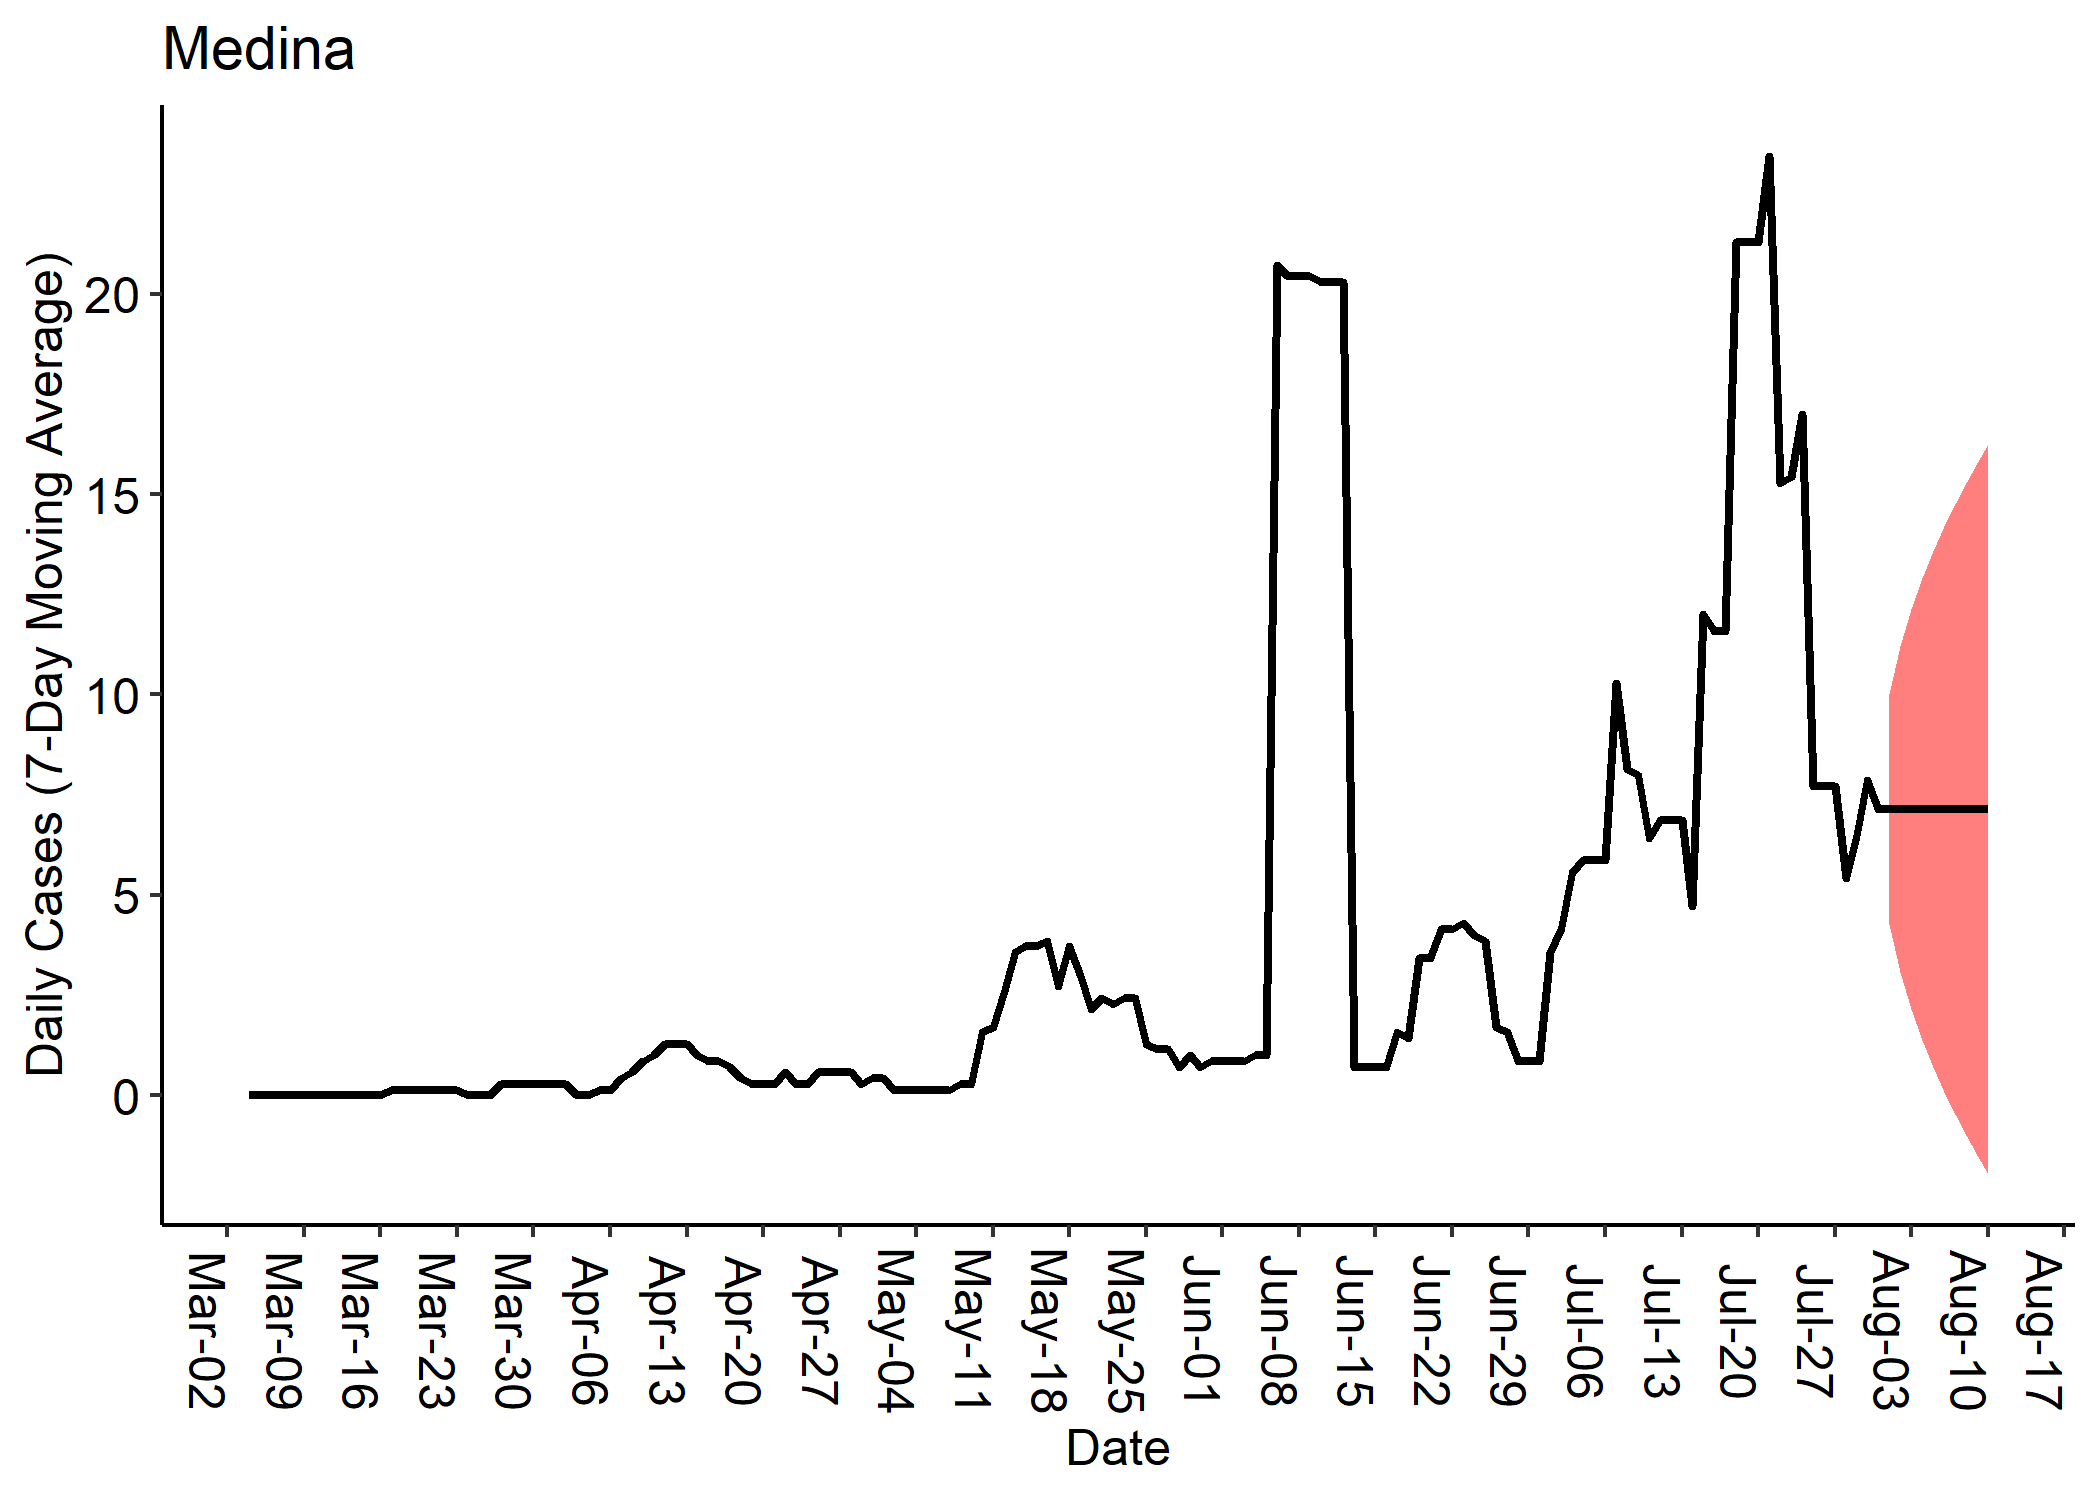 Medina
Daily Cases (7-Day Moving Average)
20
15
10
5
0
Mar-02
Mar-09
Mar-16
Mar-23
Mar-30
Apr-06
Apr-13
Apr-20
Apr-27
May-04
May-11
May-18
May-25
Jun-01
Jun-08
Jun-15
Jun-22
Jun-29
Jul-06
Jul-13
Jul-20
Jul-27
Aug-03
Aug-10
Aug-17
Date